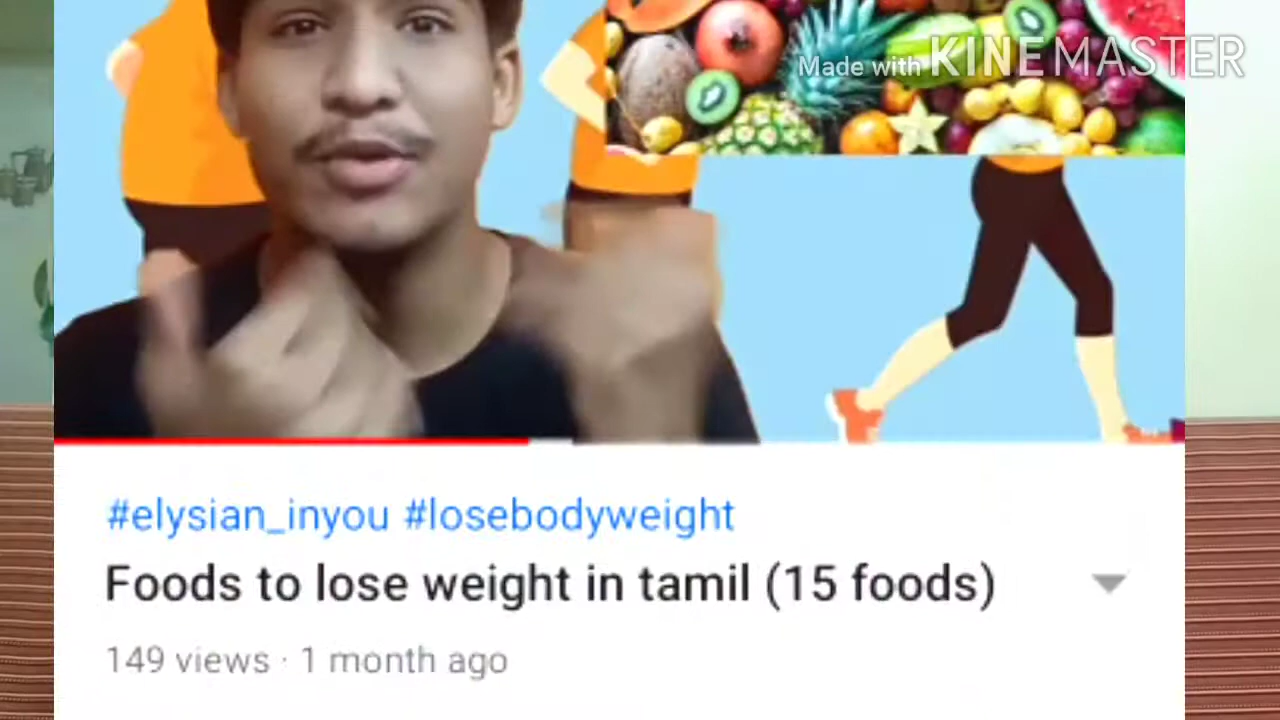 Made with KINEMASTER
#elysian_inyou #losebodyweight
Foods to lose weight in tamil (15 foods)
149 views · 1 month ago